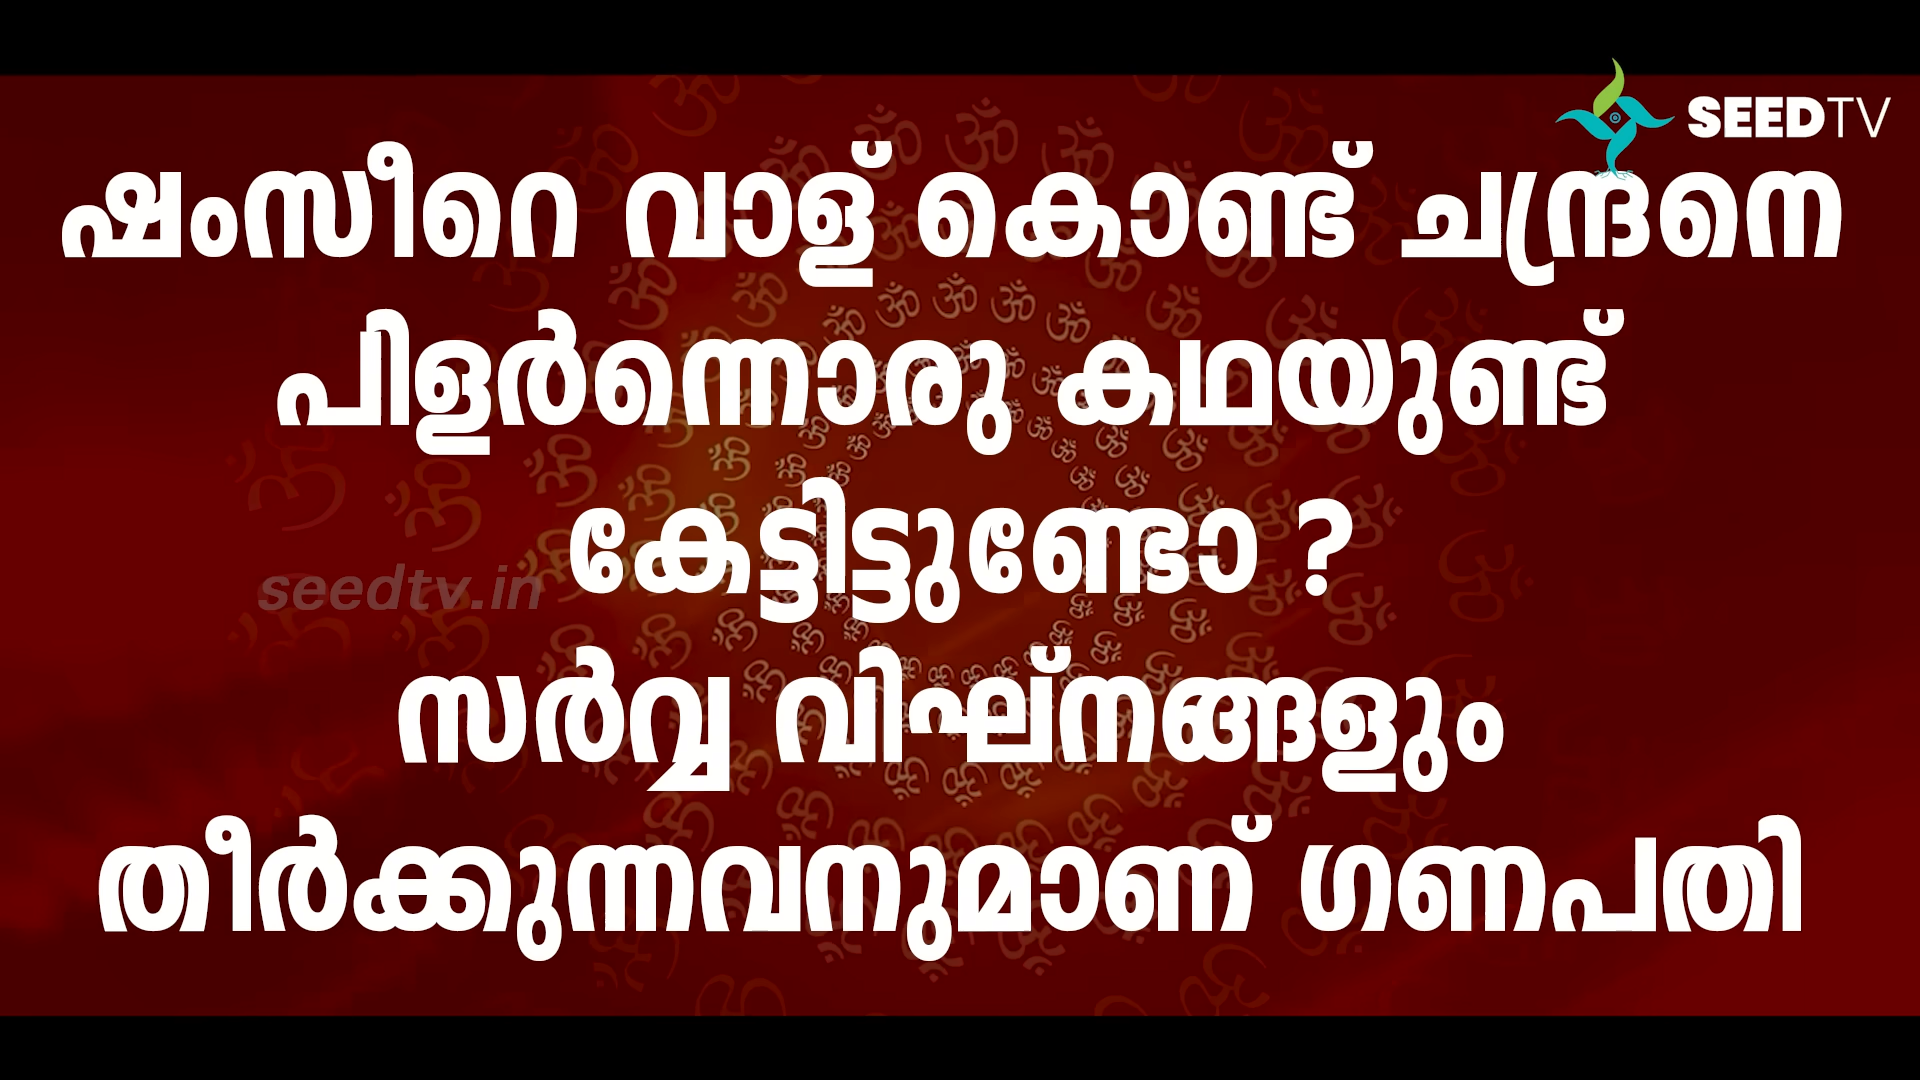 SEEDTV
ഷംസീറെ വാള് കൊണ്ട് ചന്ദ്രനെ
പിളർന്നൊരു കഥയുണ്ട്
കേട്ടിട്ടുണ്ടോ ?
seedtv.in
സർവ്വ വിഘ്നങ്ങളും
തീർക്കുന്നവനുമാണ് ഗണപതി